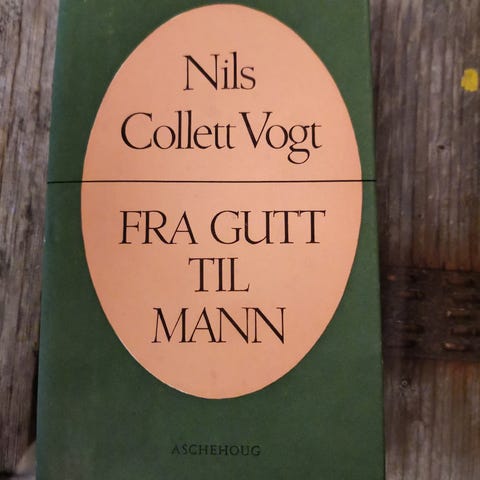 Nils
Collett Vogt
FRA GUTT
TIL
MANN
ASCHEHOUG